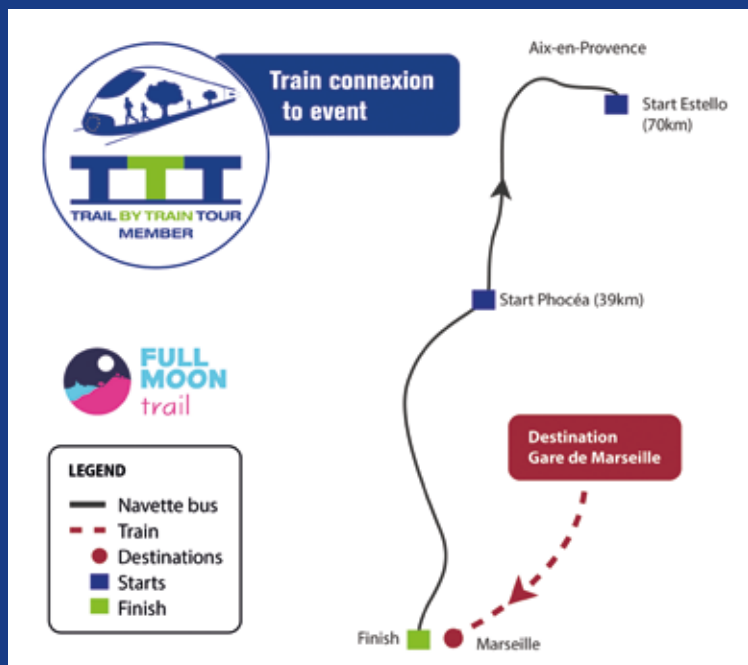 Train connexion
to event
TTT
TRAIL BY TRAIN TOUR
MEMBER
Aix-en-Provence
Start Estello
(70km)
Start Phocéa (39km)
FULL
MOON
trail
Destination
Gare de Marseille
LEGEND
Navette bus
Train
Destinations
Starts
Finish
Finish
Marseille